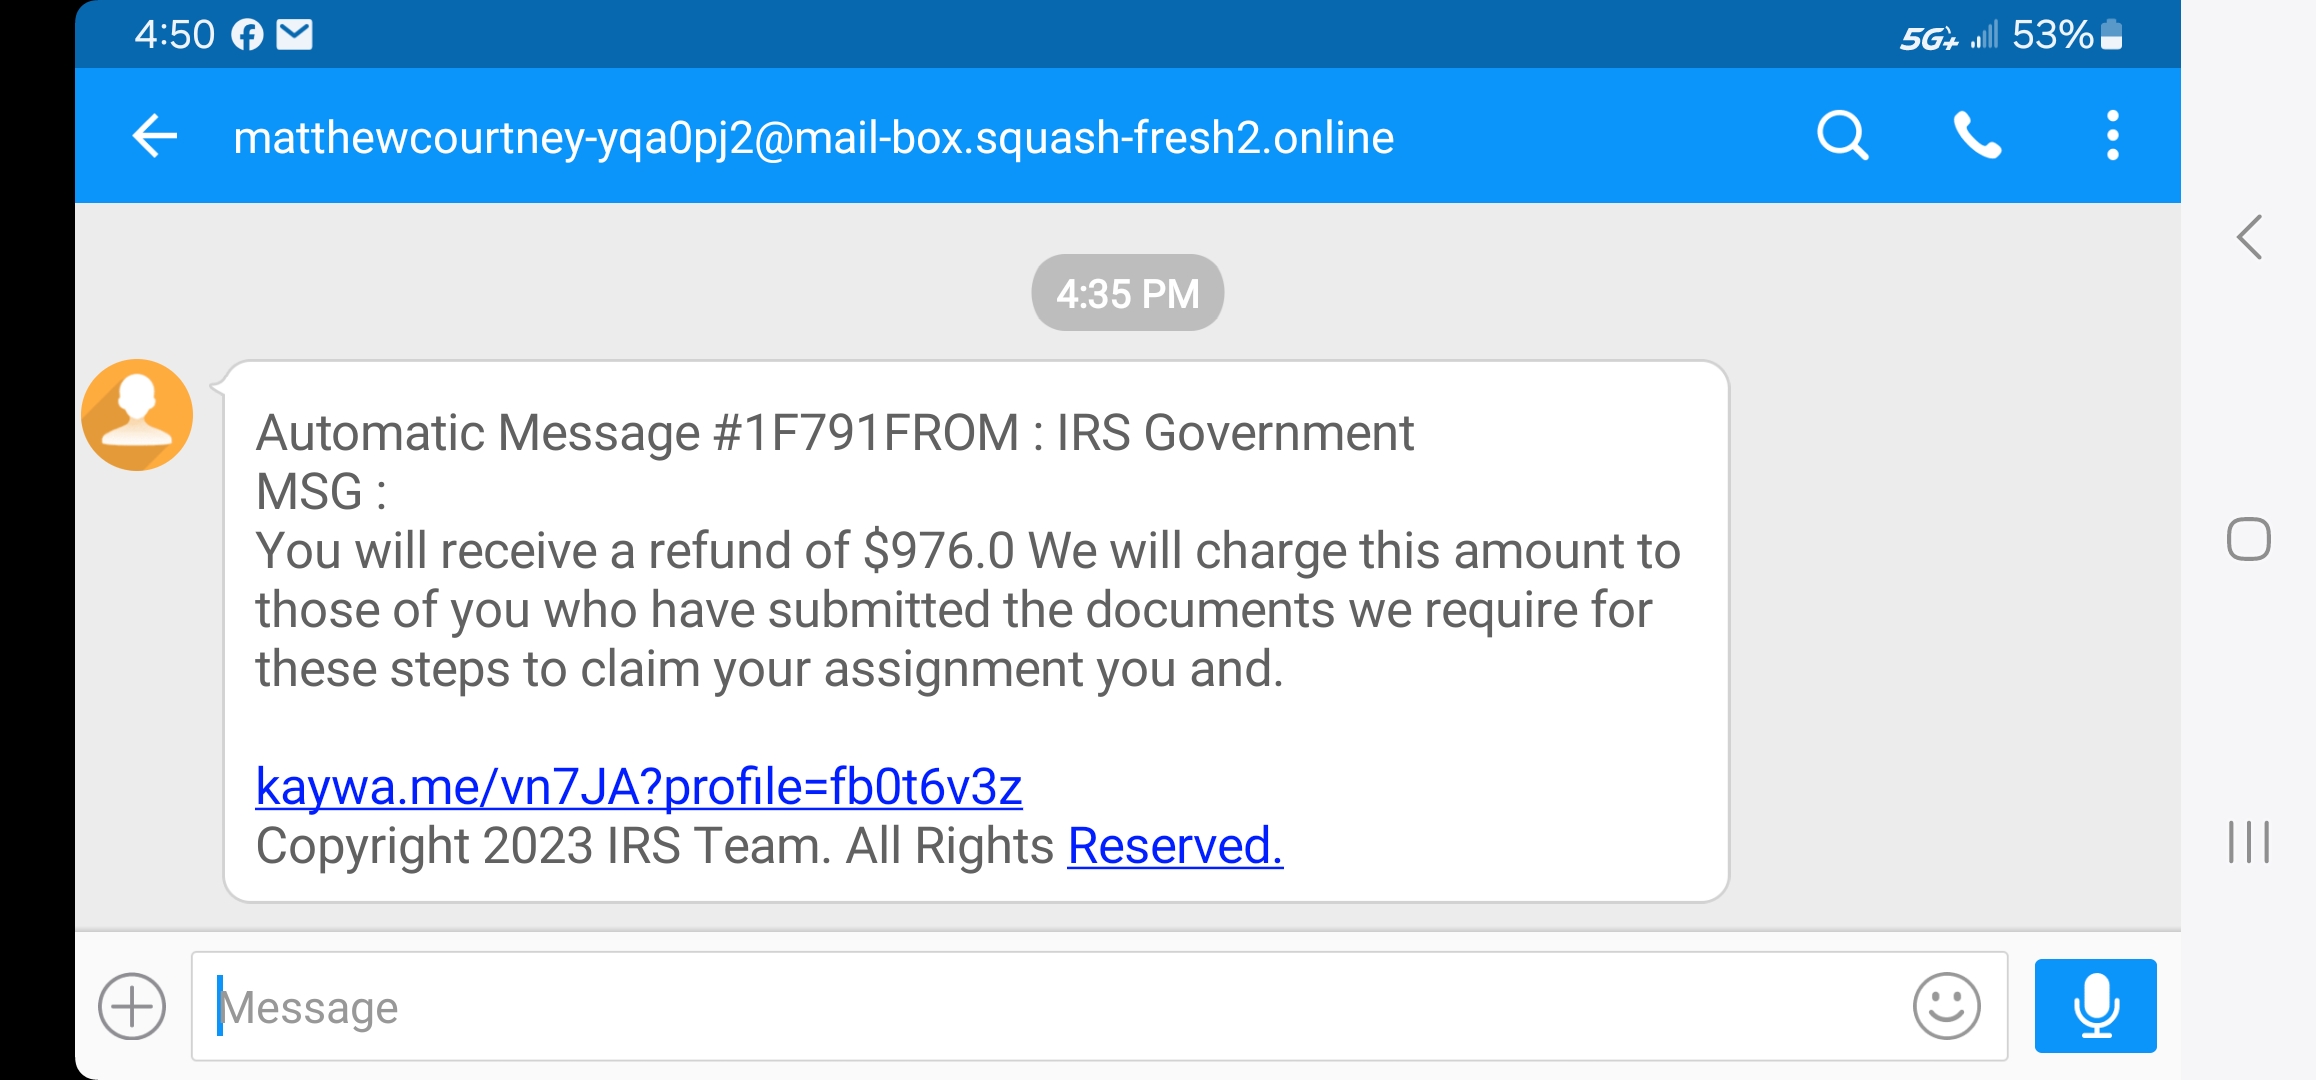 4:50
5G+ 53%
matthewcourtney-yqa0pj2@mail-box.squash-fresh2.online
4:35 PM
Automatic Message #1F791FROM : IRS Government
MSG :
You will receive a refund of $976.0 We will charge this amount to
those of you who have submitted the documents we require for
these steps to claim your assignment you and.
kaywa.me/vn7JA?profile=fb0t6v3z
Copyright 2023 IRS Team. All Rights Reserved.
Message